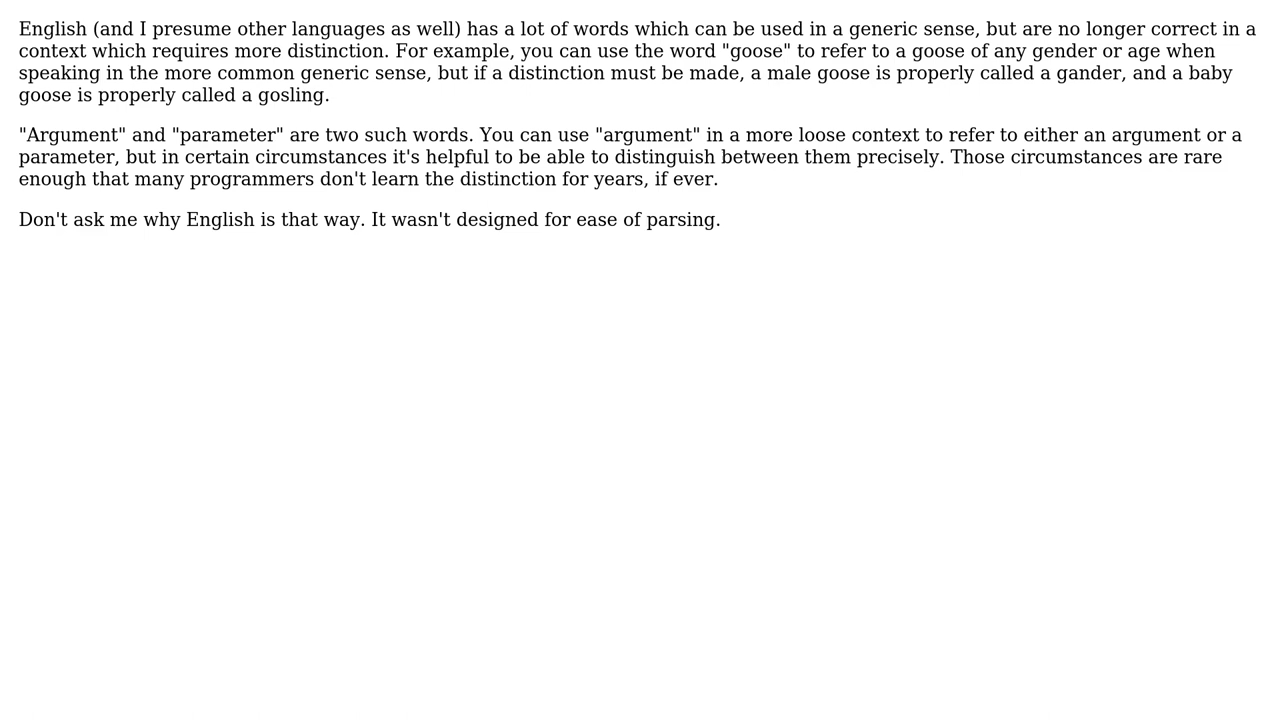 English (and I presume other languages as well) has a lot of words which can be used in a generic sense, but are no longer correct in a
context which requires more distinction. For example, you can use the word "goose" to refer to a goose of any gender or age when
speaking in the more common generic sense, but if a distinction must be made, a male goose is properly called a gander, and a baby
goose is properly called a gosling.
"Argument" and "parameter" are two such words. You can use "argument" in a more loose context to refer to either an argument or a
parameter, but in certain circumstances it's helpful to be able to distinguish between them precisely. Those circumstances are rare
enough that many programmers don't learn the distinction for years, if ever.
Don't ask me why English is that way. It wasn't designed for ease of parsing.